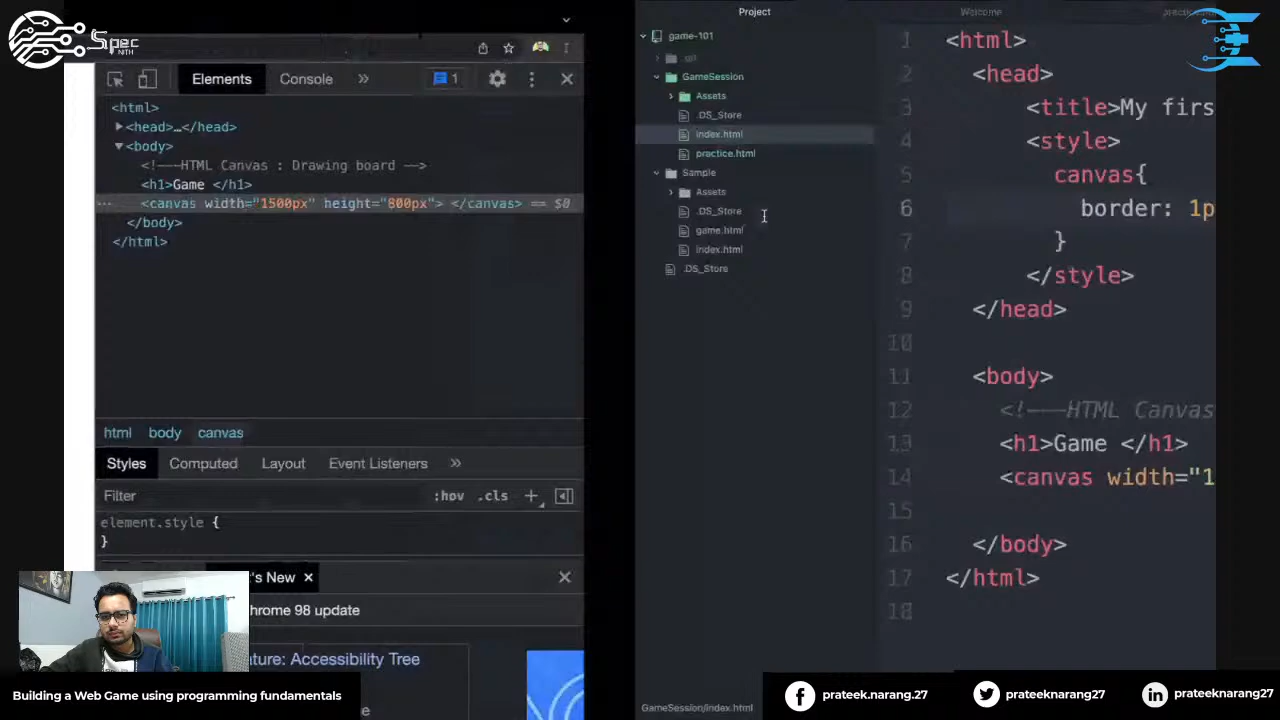 Spec
NITH
Elements
Console
»
1
<html>
<head>…</head>
<body>
<!——HTML Canvas : Drawing board -->
<h1>Game </h1>
<canvas width="1500px" height="800px"> </canvas> == $0
</body>
</html>
html
body
canvas
Styles
Computed
Layout
Event Listeners
»
Filter
:hov
.cls
element.style {
}
's New
hrome 98 update
ature: Accessibility Tree
e
Project
game-101
.git
GameSession
Assets
.DS_Store
index.html
practice.html
Sample
Assets
.DS_Store
game.html
index.html
.DS_Store
GameSession/index.html
Welcome
1 <html>
2 <head>
3 <title>My firs
4 <style>
5 canvas{
6 border: 1p
7 }
8 </style>
9 </head>
10
11 <body>
12 <!——HTML Canvas
13 <h1>Game </h1>
14 <canvas width="1
15
16 </body>
17 </html>
18
Building a Web Game using programming fundamentals
prateek.narang.27
prateeknarang27
prateeknarang27